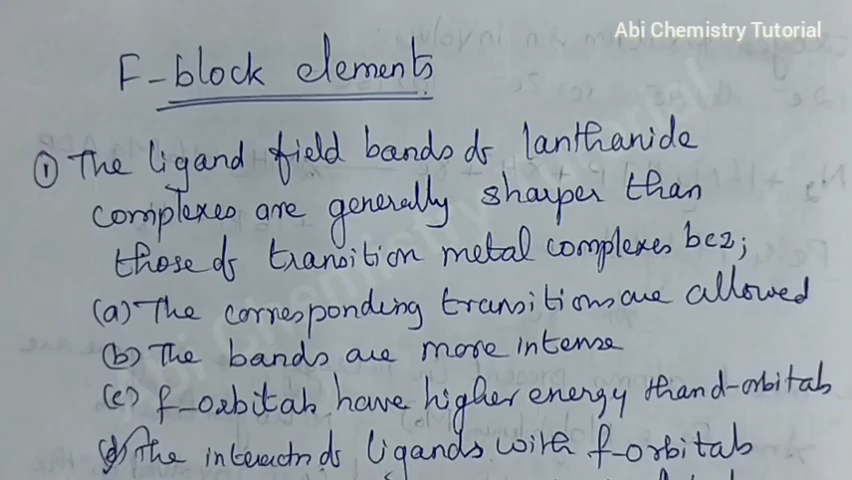 Abi Chemistry Tutorial
F-block elements
① The ligand field bands of lanthanide
complexes are generally sharper than
those of transition metal complexes bcz;
(a) The corresponding transitions are allowed
(b) The bands are more intense
(c) f-orbitals have higher energy than d-orbitals
(d) The interactn of ligands with f-orbitals